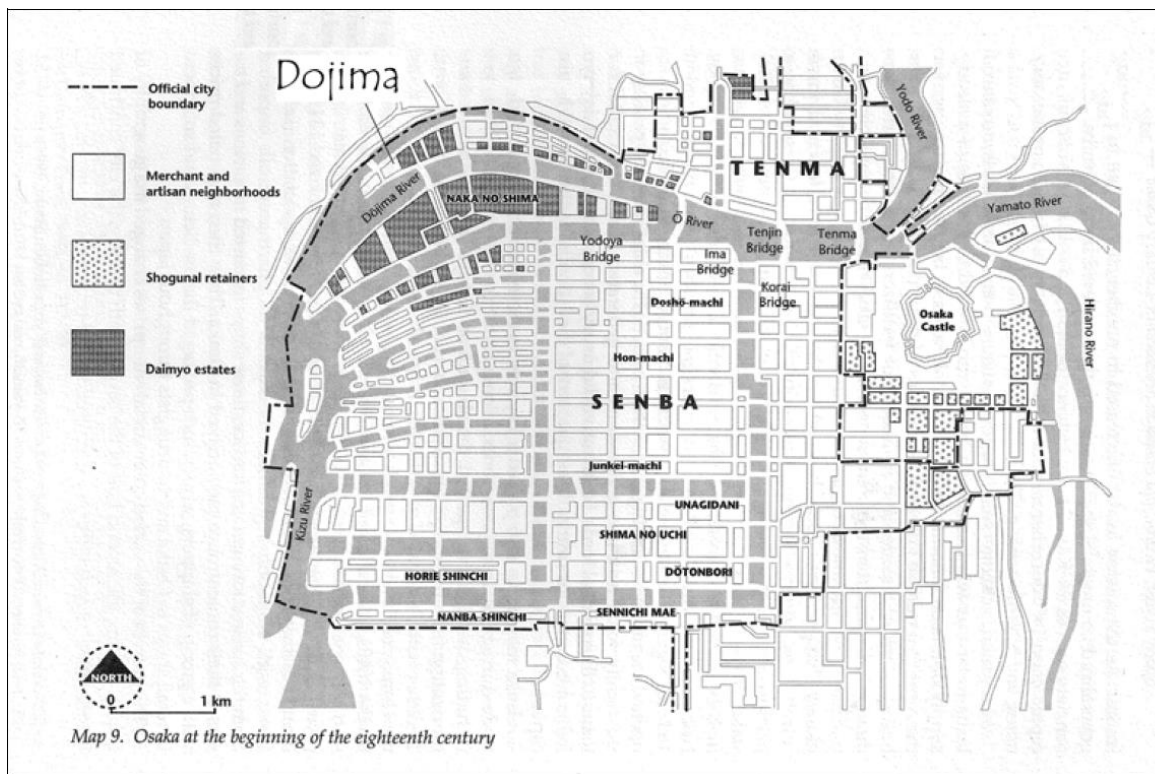 Dojima
Official city
boundary
Merchant and
artisan neighborhoods
Shogunal retainers
Daimyo estates
TENMA
Yodo River
Yamato River
Dōjima River
NAKA NO SHIMA
Ō River
Yodoya
Bridge
Ima
Bridge
Tenjin
Bridge
Tenma
Bridge
Korai
Bridge
Doshō-machi
Osaka
Castle
Hirano River
Hon-machi
SENBA
Junkei-machi
Kizu River
UNAGIDANI
SHIMA NO UCHI
HORIE SHINCHI
DŌTONBORI
NANBA SHINCHI
SENNICHI MAE
NORTH
0
1 km
Map 9. Osaka at the beginning of the eighteenth century